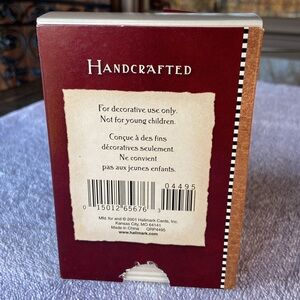 HANDCRAFTED
For decorative use only.
Not for young children.
Conçue à des fins
décoratives seulement.
Ne convient
pas aux jeunes enfants.
04495
0 15012 65676
Mfd. for and © 2001 Hallmark Cards, Inc.
Kansas City, MO 64141
Made in China QRP4495
www.hallmark.com